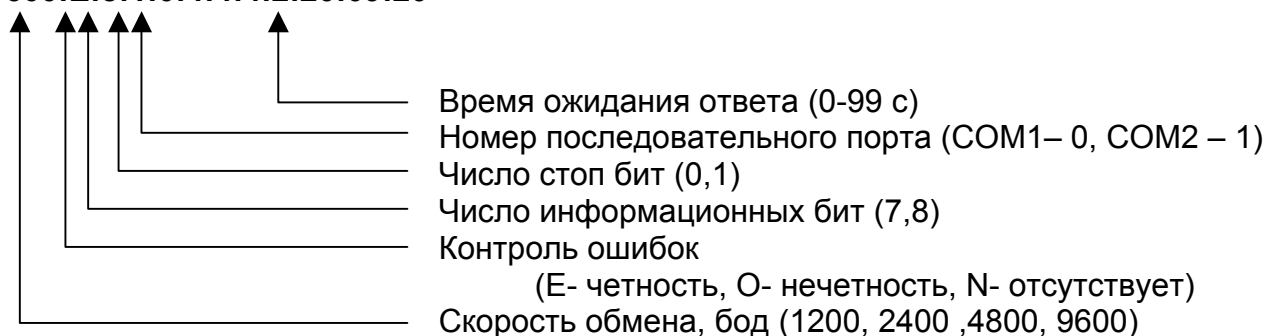 Время ожидания ответа (0-99 с)
Номер последовательного порта (COM1– 0, COM2 – 1)
Число стоп бит (0,1)
Число информационных бит (7,8)
Контроль ошибок
(E- четность, O- нечетность, N- отсутствует)
Скорость обмена, бод (1200, 2400 ,4800, 9600)